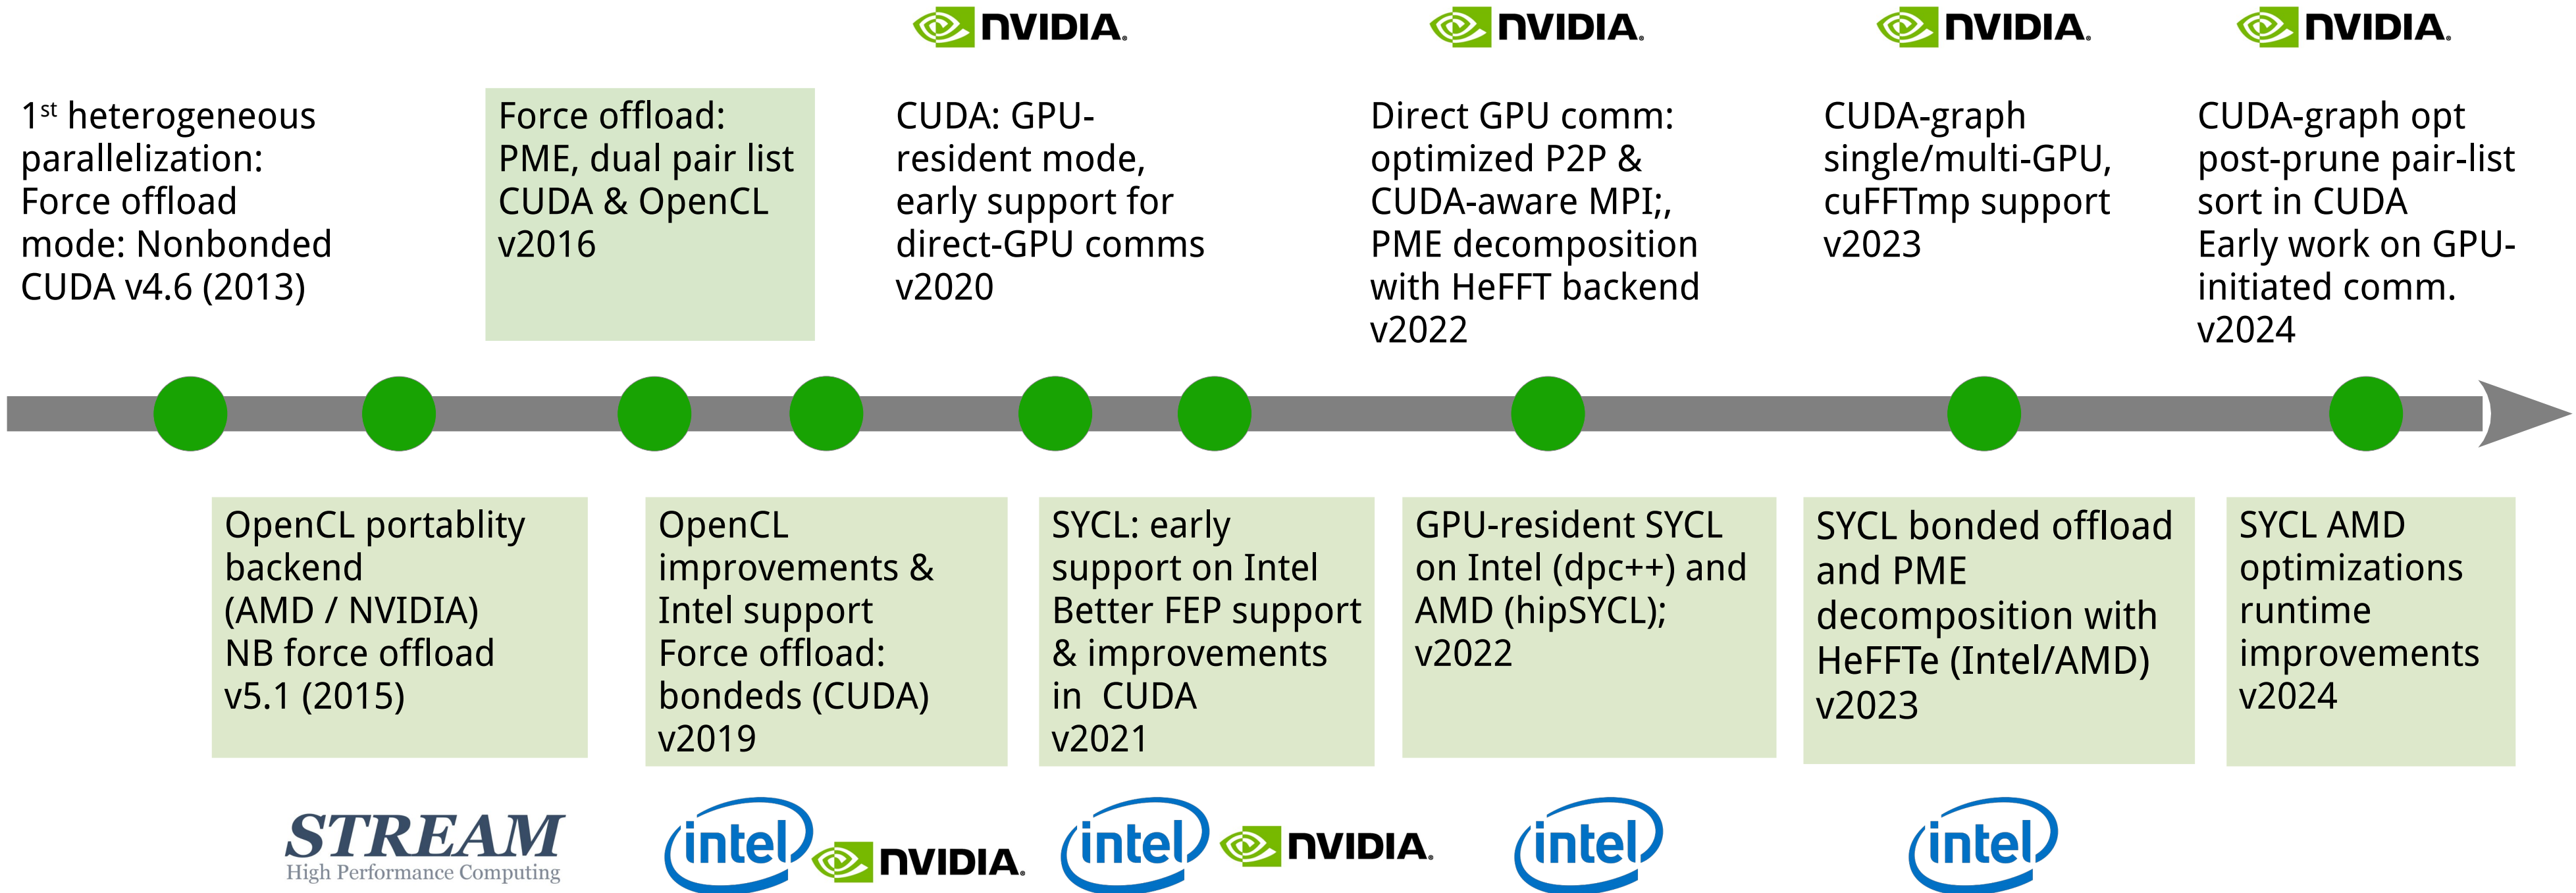 NVIDIA.
NVIDIA.
NVIDIA.
NVIDIA.
1st heterogeneous
parallelization:
Force offload
mode: Nonbonded
CUDA v4.6 (2013)
Force offload:
PME, dual pair list
CUDA & OpenCL
v2016
CUDA: GPU-
resident mode,
early support for
direct-GPU comms
v2020
Direct GPU comm:
optimized P2P &
CUDA-aware MPI;,
PME decomposition
with HeFFT backend
v2022
CUDA-graph
single/multi-GPU,
cuFFTmp support
v2023
CUDA-graph opt
post-prune pair-list
sort in CUDA
Early work on GPU-
initiated comm.
v2024
OpenCL portablity
backend
(AMD / NVIDIA)
NB force offload
v5.1 (2015)
OpenCL
improvements &
Intel support
Force offload:
bondeds (CUDA)
v2019
SYCL: early
support on Intel
Better FEP support
& improvements
in  CUDA
v2021
GPU-resident SYCL
on Intel (dpc++) and
AMD (hipSYCL);
v2022
SYCL bonded offload
and PME
decomposition with
HeFFTe (Intel/AMD)
v2023
SYCL AMD
optimizations
runtime
improvements
v2024
STREAM
High Performance Computing
intel
NVIDIA.
intel
NVIDIA.
intel
intel